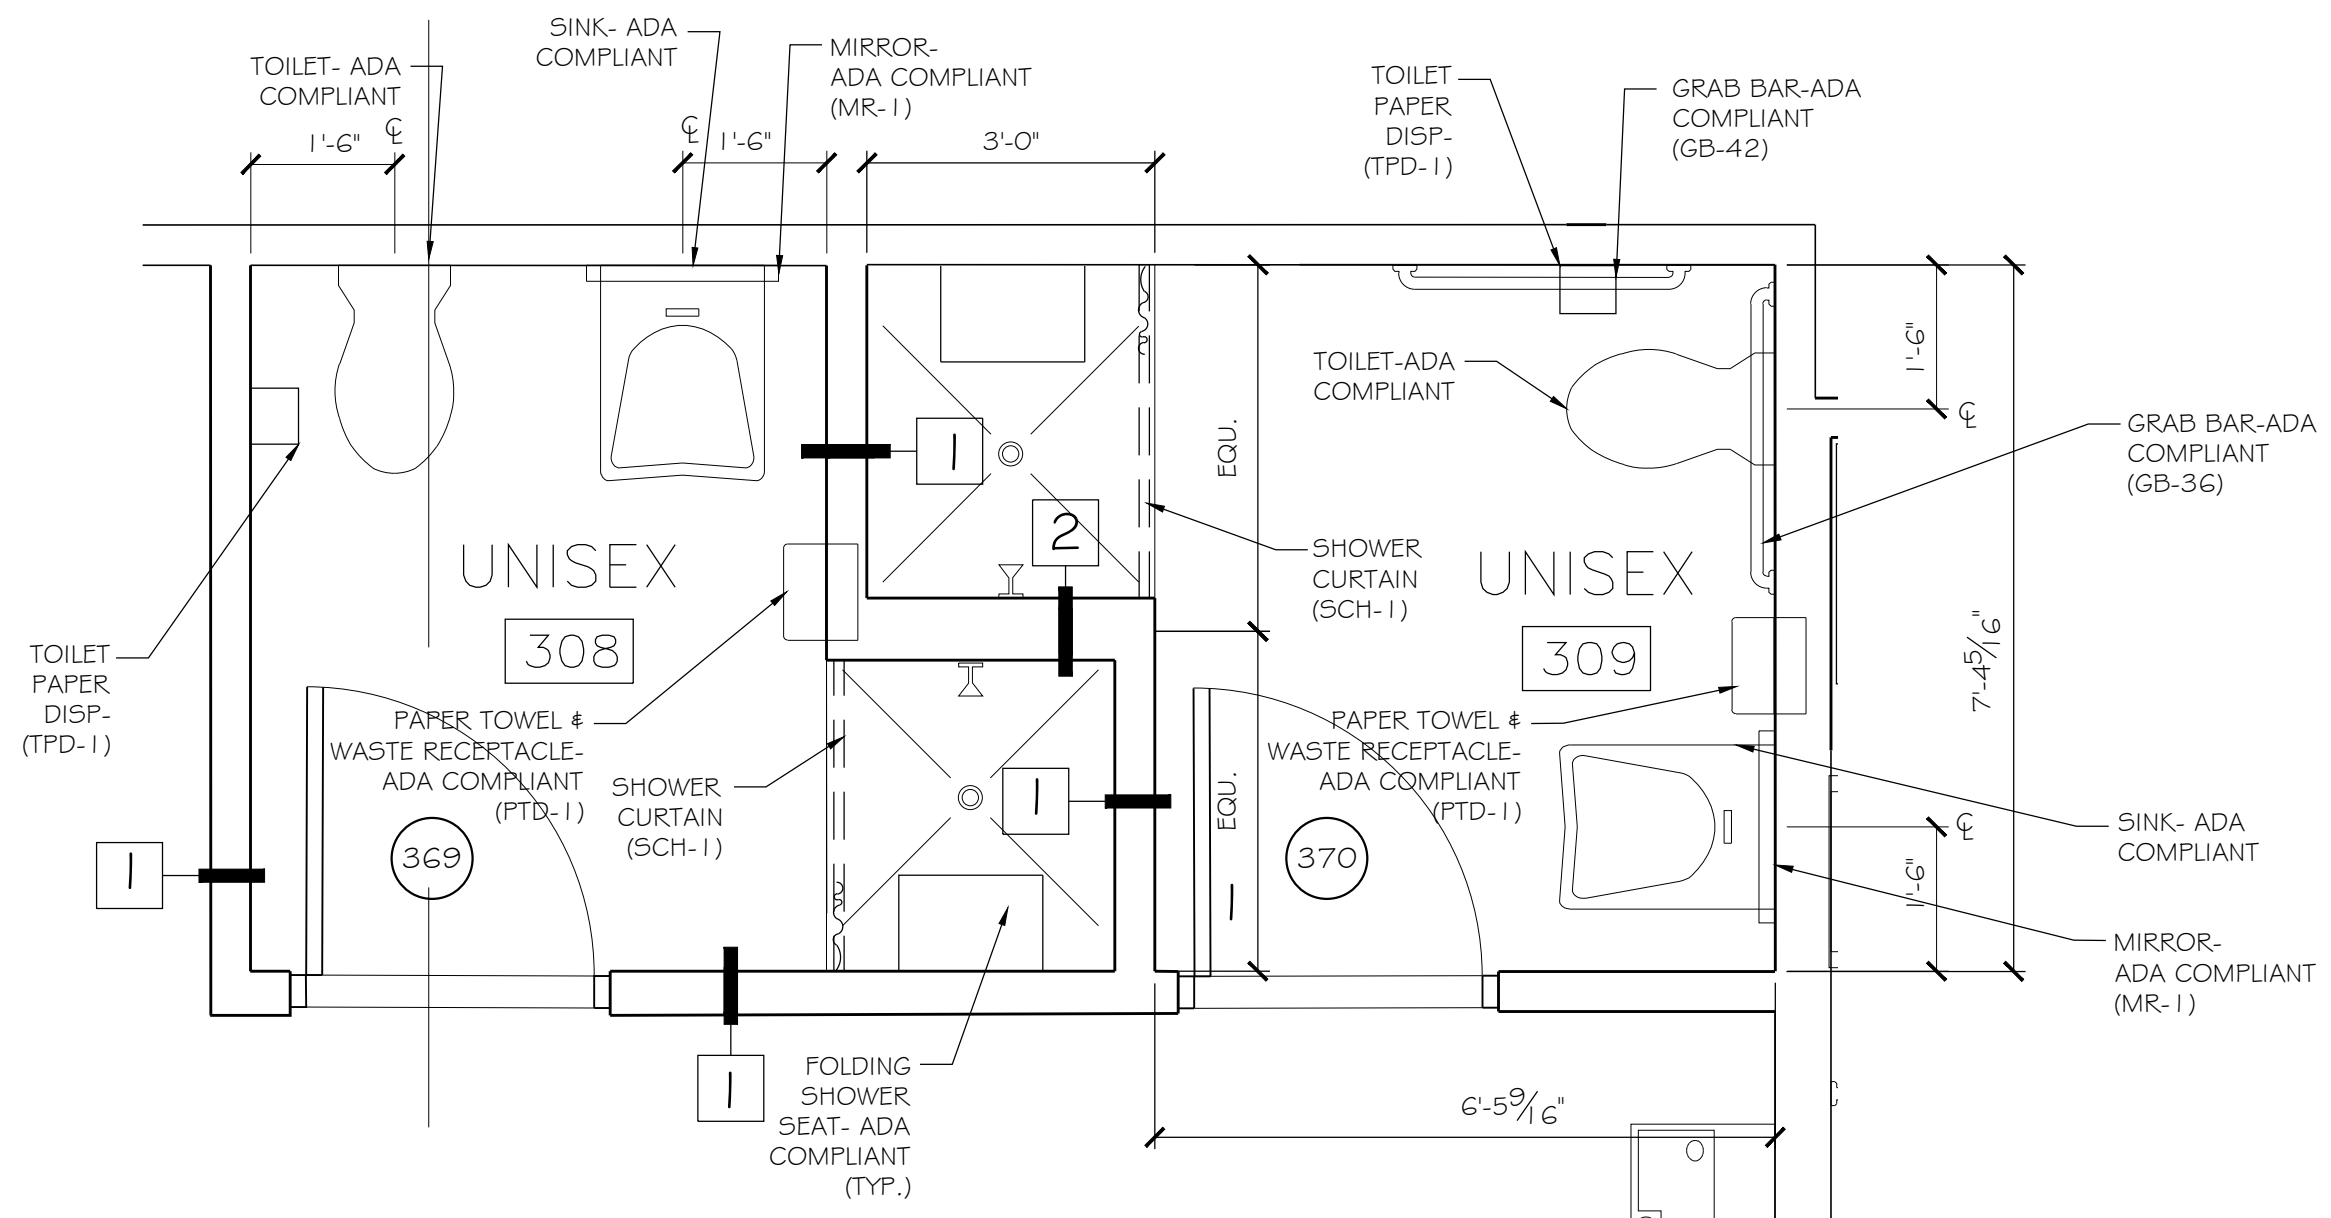 SINK- ADA
COMPLIANT
MIRROR-
ADA COMPLIANT
(MR-1)
TOILET- ADA
COMPLIANT
TOILET
PAPER
DISP-
(TPD-1)
GRAB BAR-ADA
COMPLIANT
(GB-42)
1'-6"
℄
℄
1'-6"
3'-0"
1'-6"
℄
TOILET-ADA
COMPLIANT
GRAB BAR-ADA
COMPLIANT
(GB-36)
EQU.
1
2
UNISEX
308
SHOWER
CURTAIN
(SCH-1)
UNISEX
309
7'-4 5/16"
TOILET
PAPER
DISP-
(TPD-1)
PAPER TOWEL &
WASTE RECEPTACLE-
ADA COMPLIANT
(PTD-1)
SHOWER
CURTAIN
(SCH-1)
1
EQU.
1
PAPER TOWEL &
WASTE RECEPTACLE-
ADA COMPLIANT
(PTD-1)
SINK- ADA
COMPLIANT
℄
1'-6"
1
369
370
MIRROR-
ADA COMPLIANT
(MR-1)
1
FOLDING
SHOWER
SEAT- ADA
COMPLIANT
(TYP.)
6'-5 9/16"